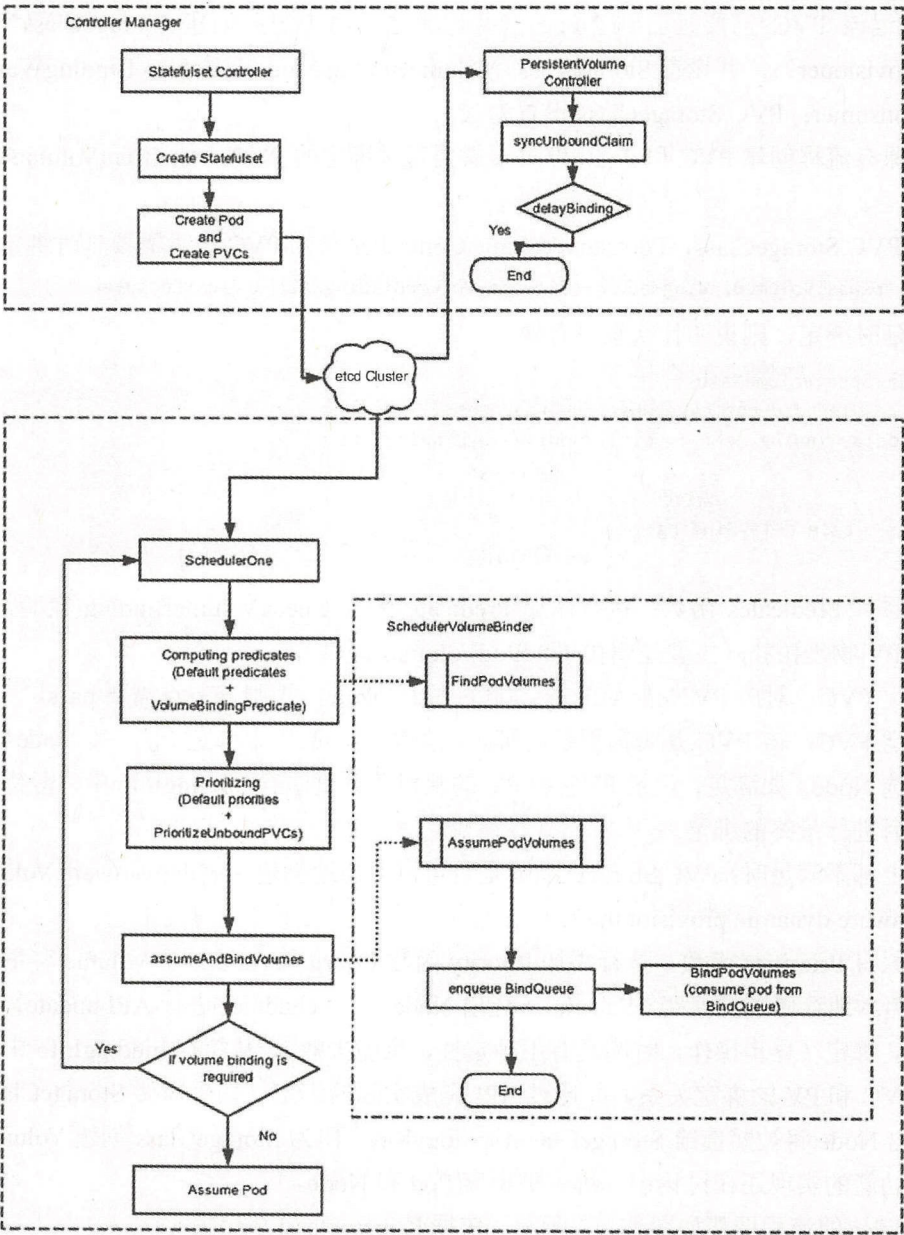 Controller Manager
Statefulset Controller
Create Statefulset
Create Pod
and
Create PVCs
PersistentVolume
Controller
syncUnboundClaim
delayBinding
Yes
End
etcd Cluster
SchedulerOne
Computing predicates
(Default predicates
+
VolumeBindingPredicate)
Prioritizing
(Default priorities
+
PrioritizeUnboundPVCs)
assumeAndBindVolumes
Yes
If volume binding is
required
No
Assume Pod
SchedulerVolumeBinder
FindPodVolumes
AssumePodVolumes
enqueue BindQueue
BindPodVolumes
(consume pod from
BindQueue)
End